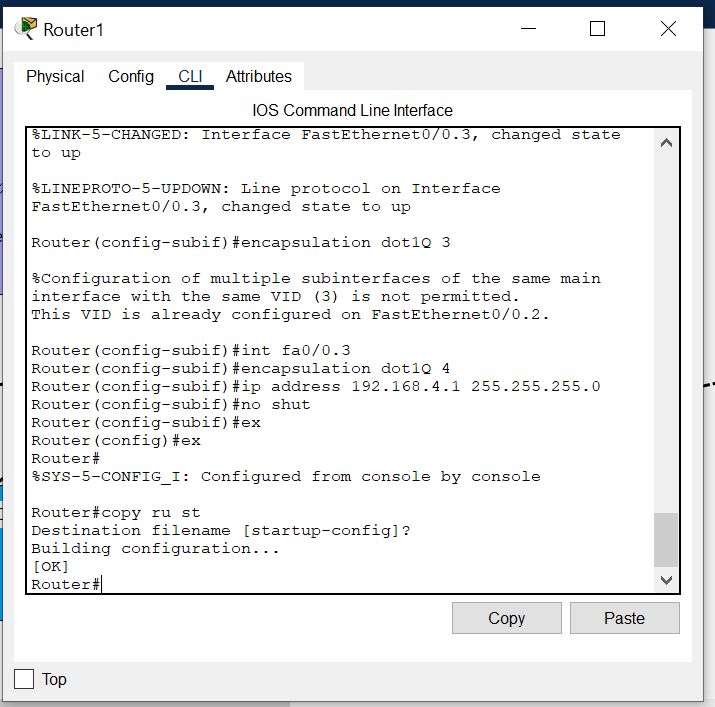 Router1
Physical Config CLI Attributes
IOS Command Line Interface
%LINK-5-CHANGED: Interface FastEthernet0/0.3, changed state
to up
%LINEPROTO-5-UPDOWN: Line protocol on Interface
FastEthernet0/0.3, changed state to up
Router(config-subif)#encapsulation dot1Q 3
%Configuration of multiple subinterfaces of the same main
interface with the same VID (3) is not permitted.
This VID is already configured on FastEthernet0/0.2.
Router(config-subif)#int fa0/0.3
Router(config-subif)#encapsulation dot1Q 4
Router(config-subif)#ip address 192.168.4.1 255.255.255.0
Router(config-subif)#no shut
Router(config-subif)#ex
Router(config)#ex
Router#
%SYS-5-CONFIG_I: Configured from console by console
Router#copy ru st
Destination filename [startup-config]?
Building configuration...
[OK]
Router#
Copy Paste
Top